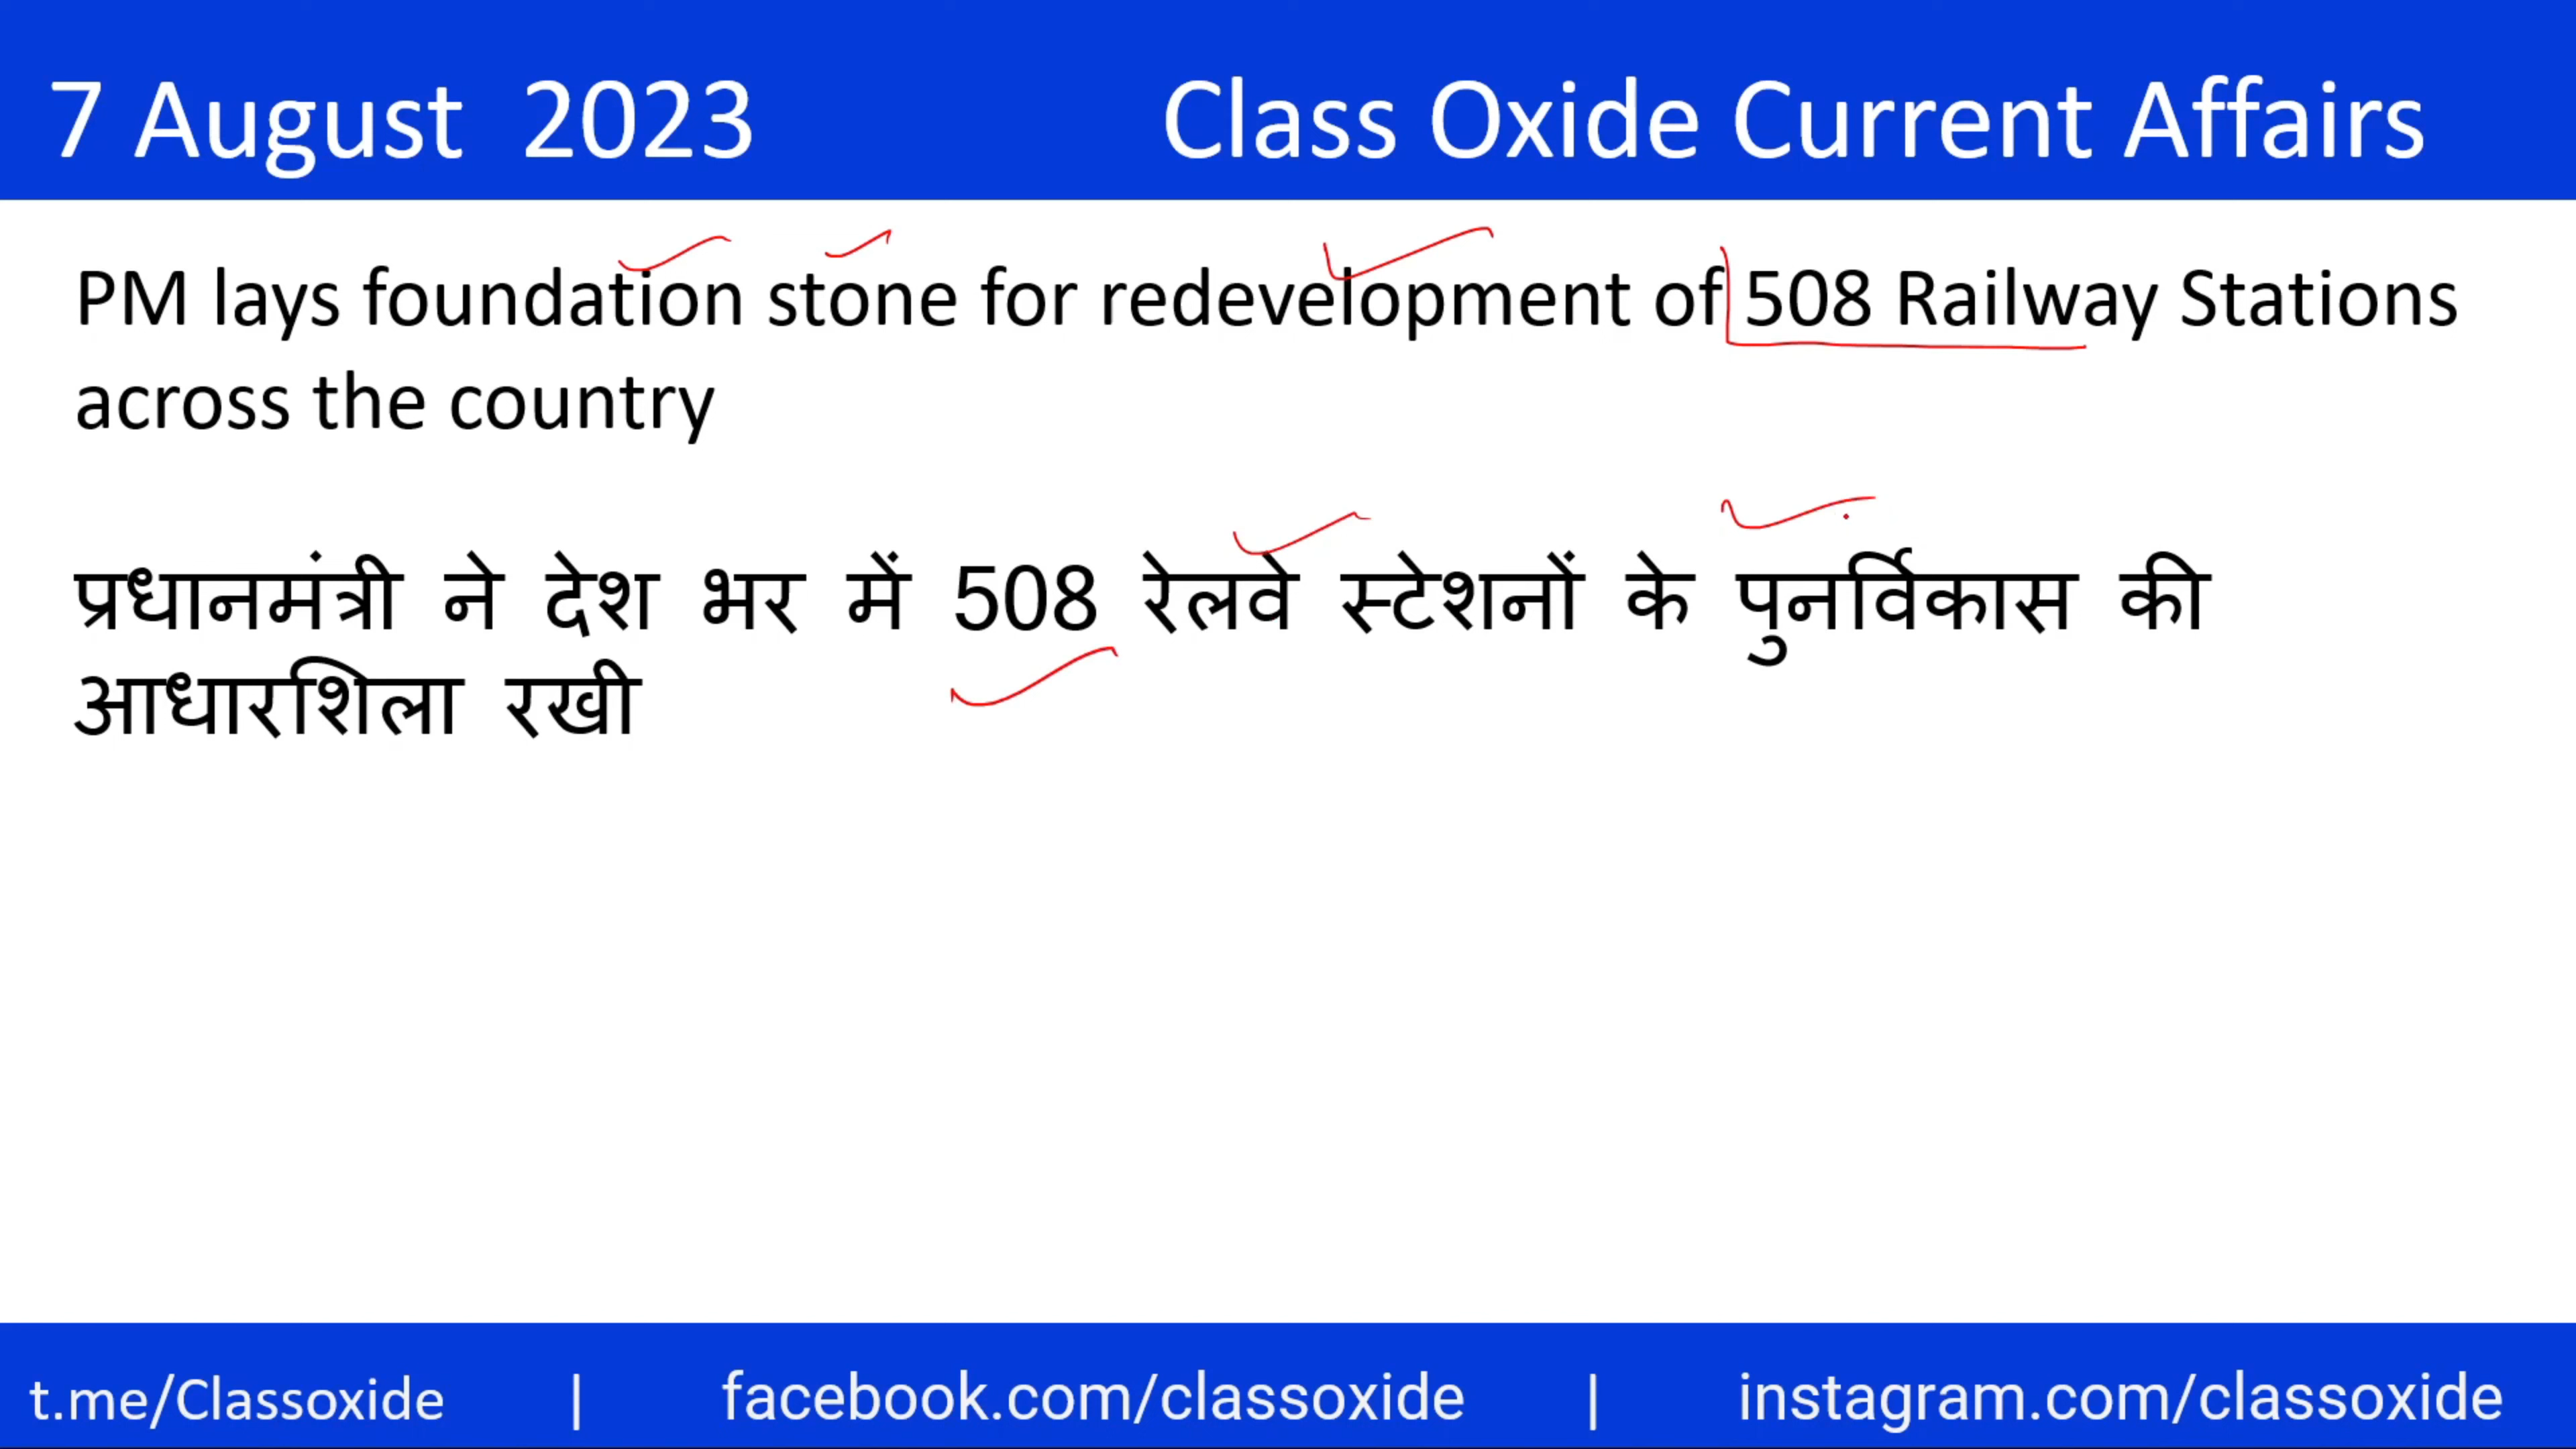 7 August 2023 Class Oxide Current Affairs
PM lays foundation stone for redevelopment of 508 Railway Stations
across the country
प्रधानमंत्री ने देश भर में 508 रेलवे स्टेशनों के पुनर्विकास की
आधारशिला रखी
t.me/Classoxide | facebook.com/classoxide | instagram.com/classoxide